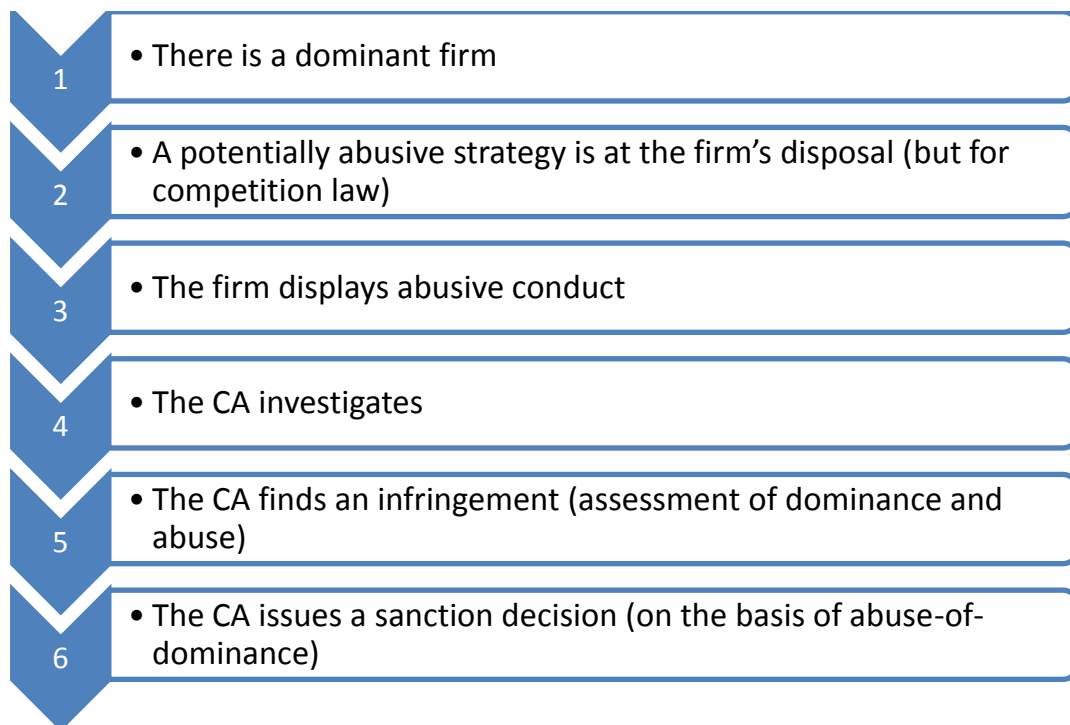 1
• There is a dominant firm
2
• A potentially abusive strategy is at the firm’s disposal (but for
competition law)
3
• The firm displays abusive conduct
4
• The CA investigates
5
• The CA finds an infringement (assessment of dominance and
abuse)
6
• The CA issues a sanction decision (on the basis of abuse-of-
dominance)